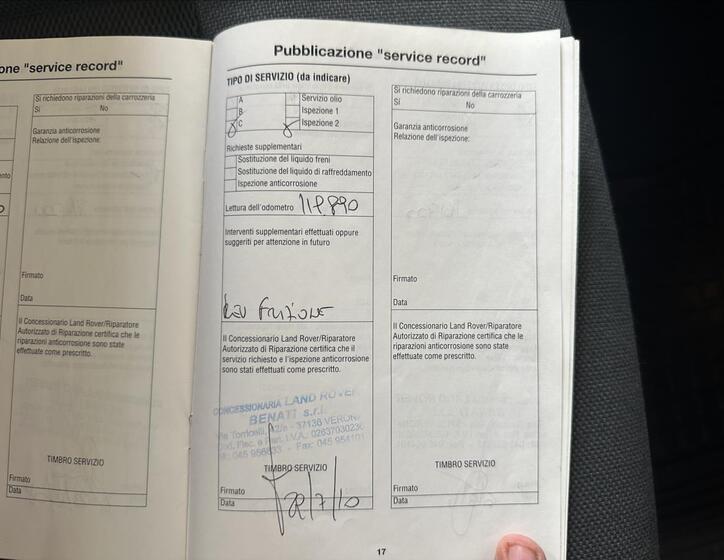 one "service record"
Si richiedono riparazioni della carrozzeria
Si No
Garanzia anticorrosione
Relazione dell'ispezione:
Firmato
Data
Il Concessionario Land Rover/Riparatore
Autorizzato di Riparazione certifica che le
riparazioni anticorrosione sono state
effettuate come prescritto.
TIMBRO SERVIZIO
Firmato
Data
Pubblicazione "service record"
TIPO DI SERVIZIO (da indicare)
A Servizio olio
B Ispezione 1
C Ispezione 2
Richieste supplementari
Sostituzione del liquido freni
Sostituzione del liquido di raffreddamento
Ispezione anticorrosione
Lettura dell'odometro
Interventi supplementari effettuati oppure
suggeriti per attenzione in futuro
Il Concessionario Land Rover/Riparatore
Autorizzato di Riparazione certifica che il
servizio richiesto e l'ispezione anticorrosione
sono stati effettuati come prescritto.
CONCESSIONARIA LAND ROVER
BENATI s.r.l.
Via Torricelli, - 37136 VERONA
TIMBRO SERVIZIO
Firmato
Data /7/10
Si richiedono riparazioni della carrozzeria
Si No
Garanzia anticorrosione
Relazione dell'ispezione:
Firmato
Data
Il Concessionario Land Rover/Riparatore
Autorizzato di Riparazione certifica che le
riparazioni anticorrosione sono state
effettuate come prescritto.
TIMBRO SERVIZIO
Firmato
Data
17